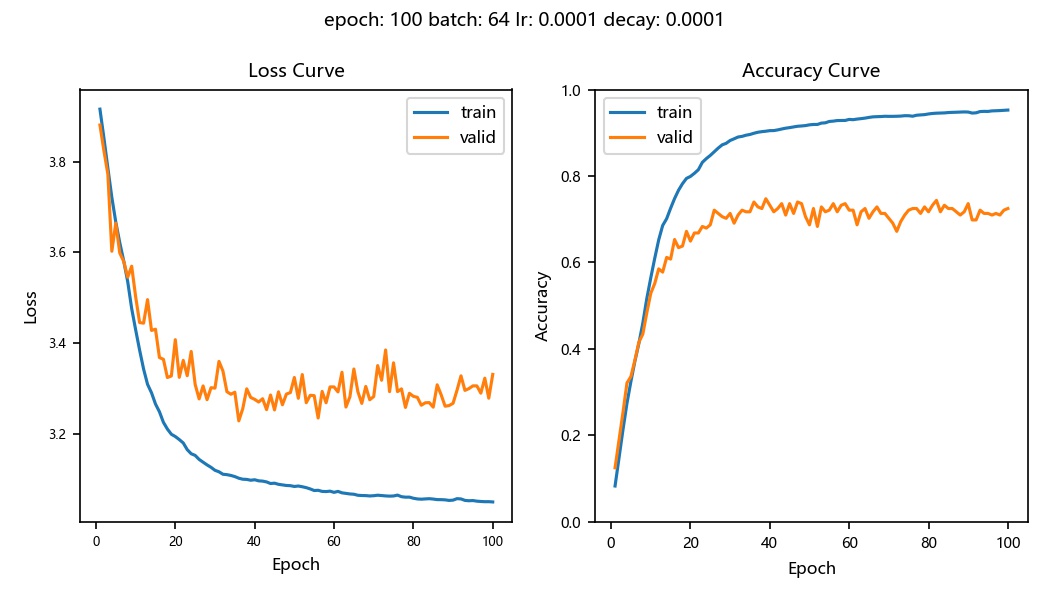 epoch: 100 batch: 64 lr: 0.0001 decay: 0.0001
Loss Curve
train
valid
3.8
3.6
3.4
3.2
Loss
0 20 40 60 80 100
Epoch
Accuracy Curve
train
valid
1.0
0.8
0.6
0.4
0.2
0.0
Accuracy
0 20 40 60 80 100
Epoch